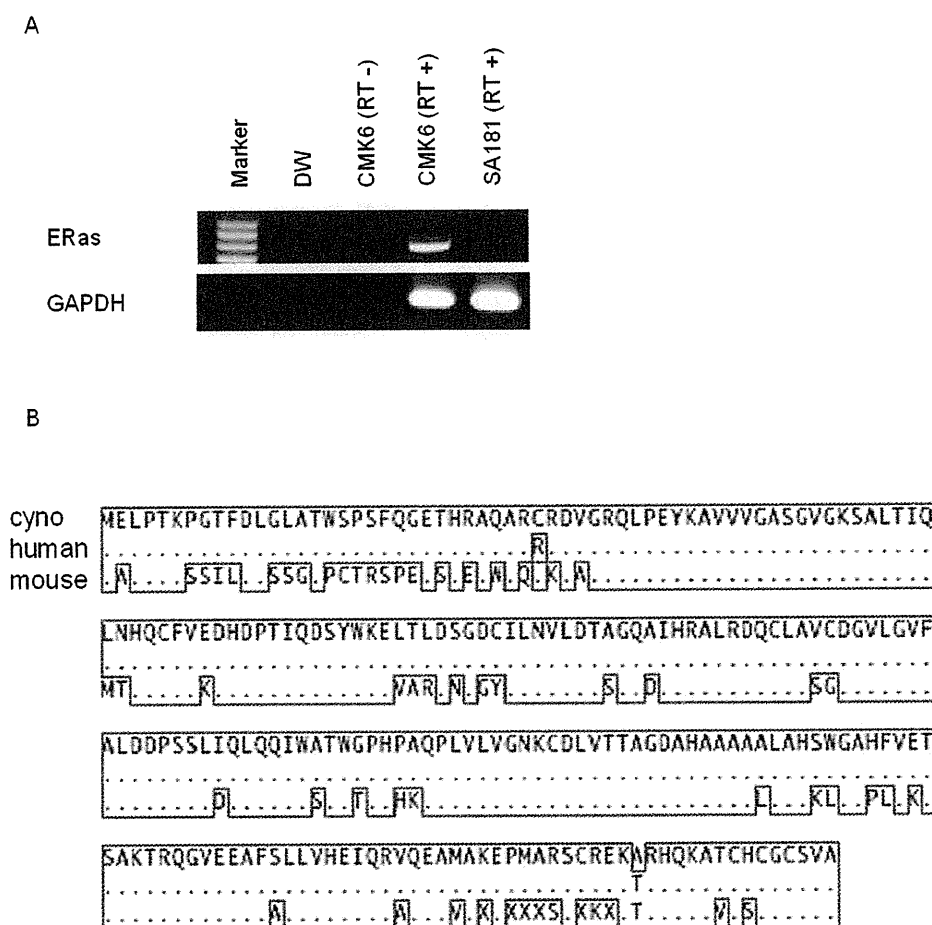 A
Marker
DW
CMK6 (RT -)
CMK6 (RT +)
SA181 (RT +)
ERas
GAPDH
B
cyno MELPTKPGTFDLGLATWSPSFQGETHRAQARCRDVGRQLPEYKAVVVGASGVGKSALTIQ
human ...............................R............................
mouse .A....SSIL..SSG.PCTRSPE.S.E.W.Q.K.A.........................
LNHQCFVEDHDPTIQDSYWKELTLDSGDCILNVLDTAGQAIHRALRDQCLAVCDGVLGVF
............................................................
MT.....K.............VAR.N.GY.......S..D...........SG.......
ALDDPSSLIQLQQIWATWGPHPAQPLVLVGNKCDLVTTAGDAHAAAAALAHSWGAHFVET
............................................................
........D......S..T..HK........................L...KL..PL.K.
SAKTRQGVEEAFSLLVHEIQRVQEAMAKEPMARSCREKARHQKATCHCGCSVA
......................................T..............
............A........A...V.K.XXXS.KKX.T.....V.S......